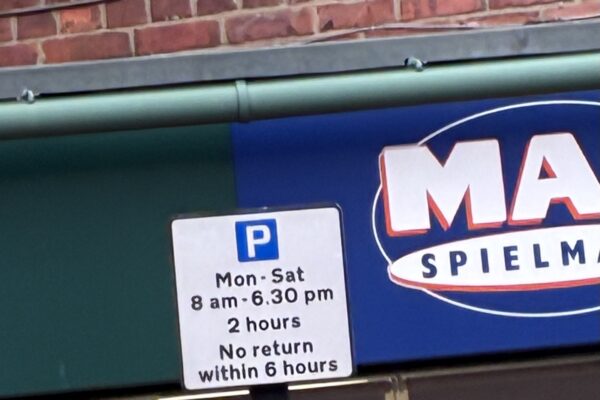 MA
SPIELMA
P
Mon - Sat
8 am - 6.30 pm
2 hours
No return
within 6 hours